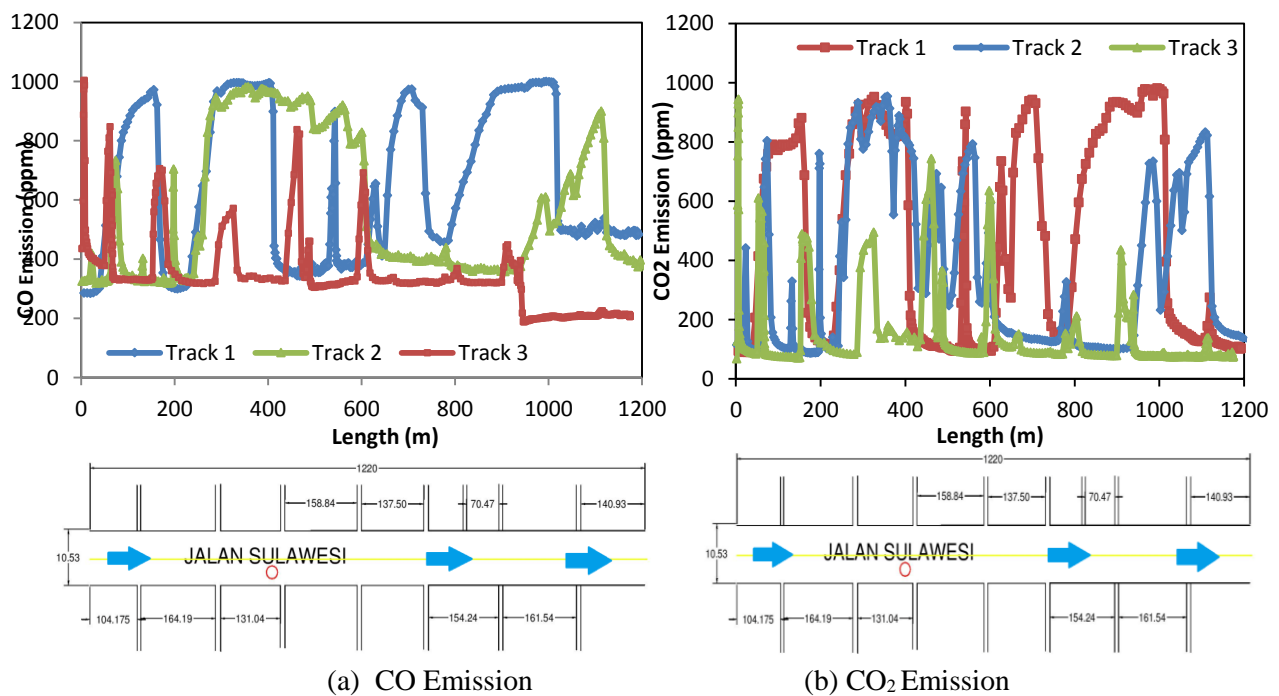 1200
1000
800
600
400
200
0
CO Emission (ppm)
0 200 400 600 800 1000 1200
Length (m)
Track 1 Track 2 Track 3
1200
1000
800
600
400
200
0
CO2 Emission (ppm)
0 200 400 600 800 1000 1200
Length (m)
Track 1 Track 2 Track 3
1220
158.84 137.50 70.47 140.93
10.53
JALAN SULAWESI
104.175 164.19 131.04 154.24 161.54
1220
158.84 137.50 70.47 140.93
10.53
JALAN SULAWESI
104.175 164.19 131.04 154.24 161.54
(a) CO Emission
(b) CO₂ Emission